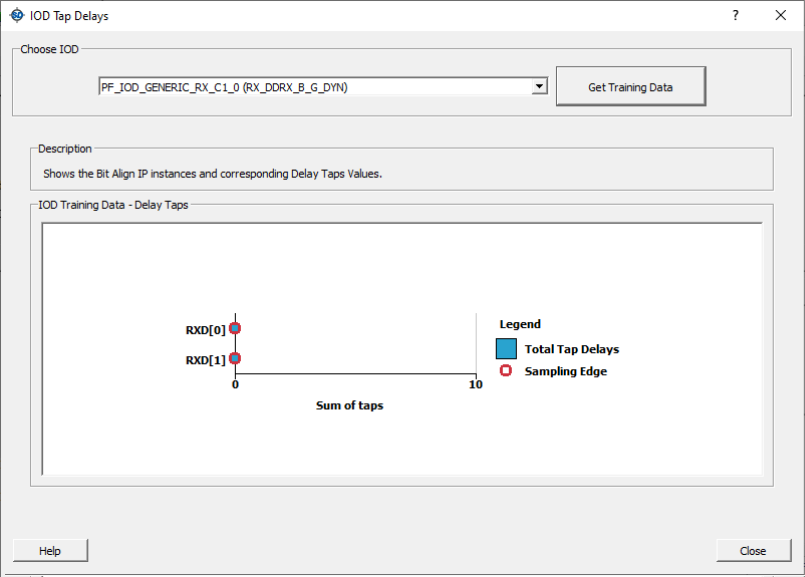 IOD Tap Delays
?
Choose IOD
PF_IOD_GENERIC_RX_C1_0 (RX_DDRX_B_G_DYN)
Get Training Data
Description
Shows the Bit Align IP instances and corresponding Delay Taps Values.
IOD Training Data - Delay Taps
RXD[0]
RXD[1]
0
10
Sum of taps
Legend
Total Tap Delays
Sampling Edge
Help
Close